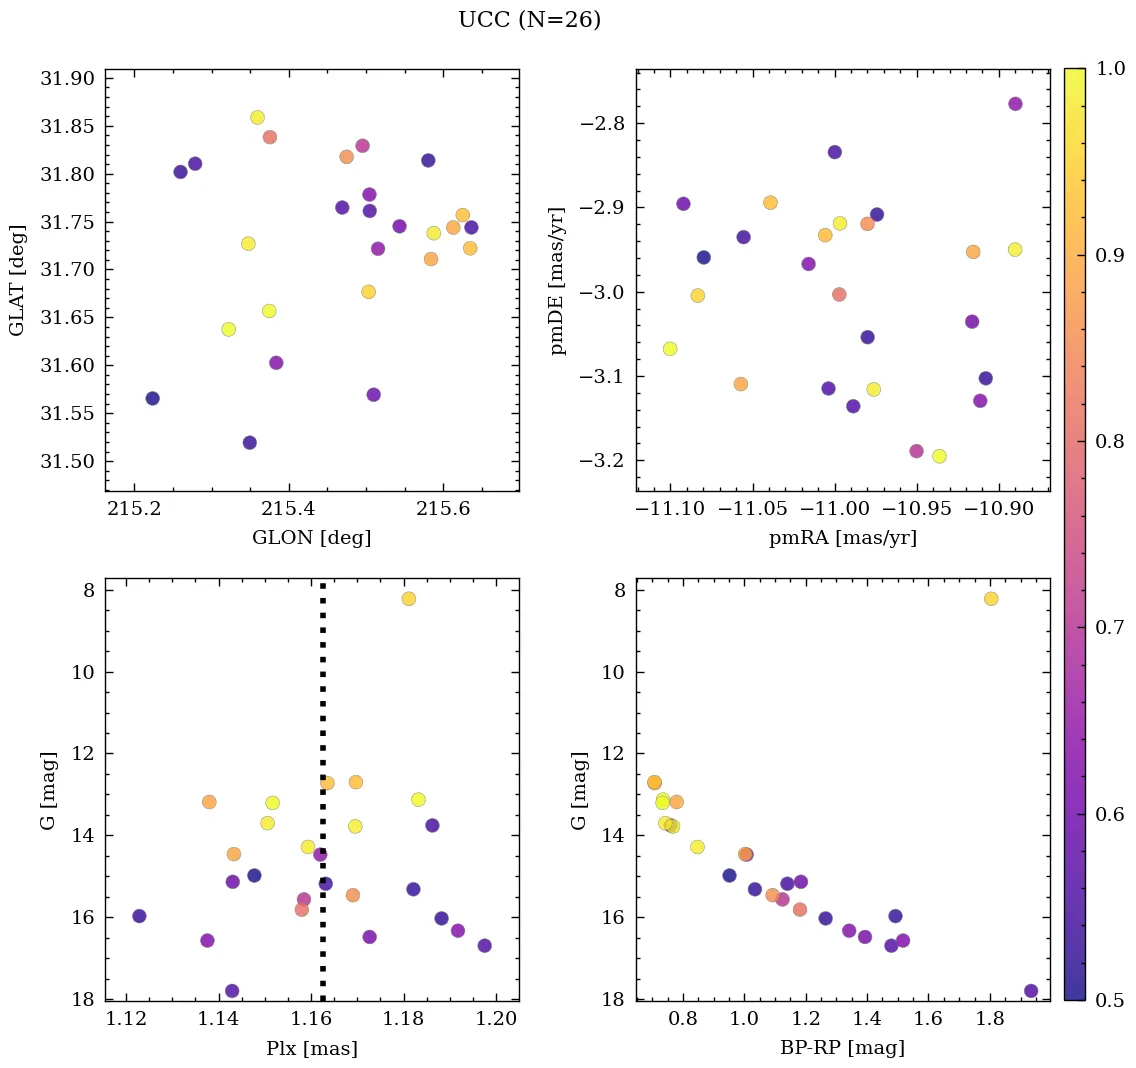 UCC (N=26)
31.90
31.85
31.80
31.75
31.70
31.65
31.60
31.55
31.50
GLAT [deg]
215.2 215.4 215.6
GLON [deg]
−2.8
−2.9
−3.0
−3.1
−3.2
pmDE [mas/yr]
−11.10 −11.05 −11.00 −10.95 −10.90
pmRA [mas/yr]
8
10
12
14
16
18
G [mag]
1.12 1.14 1.16 1.18 1.20
Plx [mas]
8
10
12
14
16
18
G [mag]
0.8 1.0 1.2 1.4 1.6 1.8
BP-RP [mag]
1.0
0.9
0.8
0.7
0.6
0.5